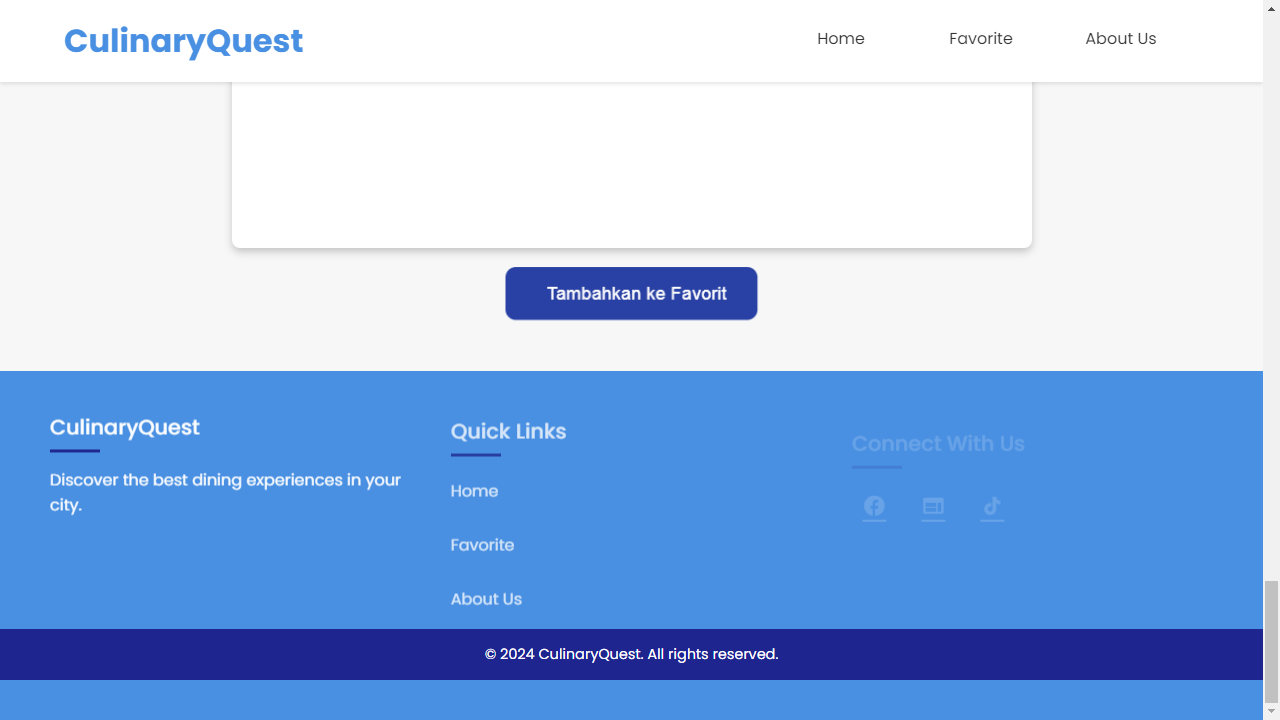 CulinaryQuest
Home
Favorite
About Us
Tambahkan ke Favorit
CulinaryQuest
Discover the best dining experiences in your
city.
Quick Links
Home
Favorite
About Us
Connect With Us
© 2024 CulinaryQuest. All rights reserved.